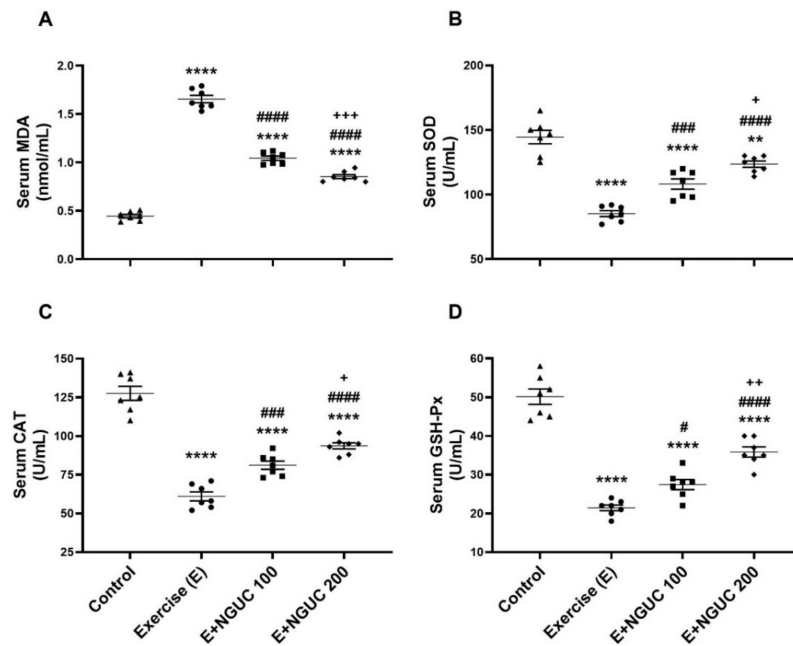 A
Serum MDA
(nmol/mL)
2.0
1.5
1.0
0.5
0.0
****
####
****
+++
####
****
B
Serum SOD
(U/mL)
200
150
100
50
****
###
****
+
####
**
C
Serum CAT
(U/mL)
150
125
100
75
50
25
****
###
****
+
####
****
Control
Exercise (E)
E+NGUC 100
E+NGUC 200
D
Serum GSH-Px
(U/mL)
60
50
40
30
20
10
****
#
****
++
####
****
Control
Exercise (E)
E+NGUC 100
E+NGUC 200